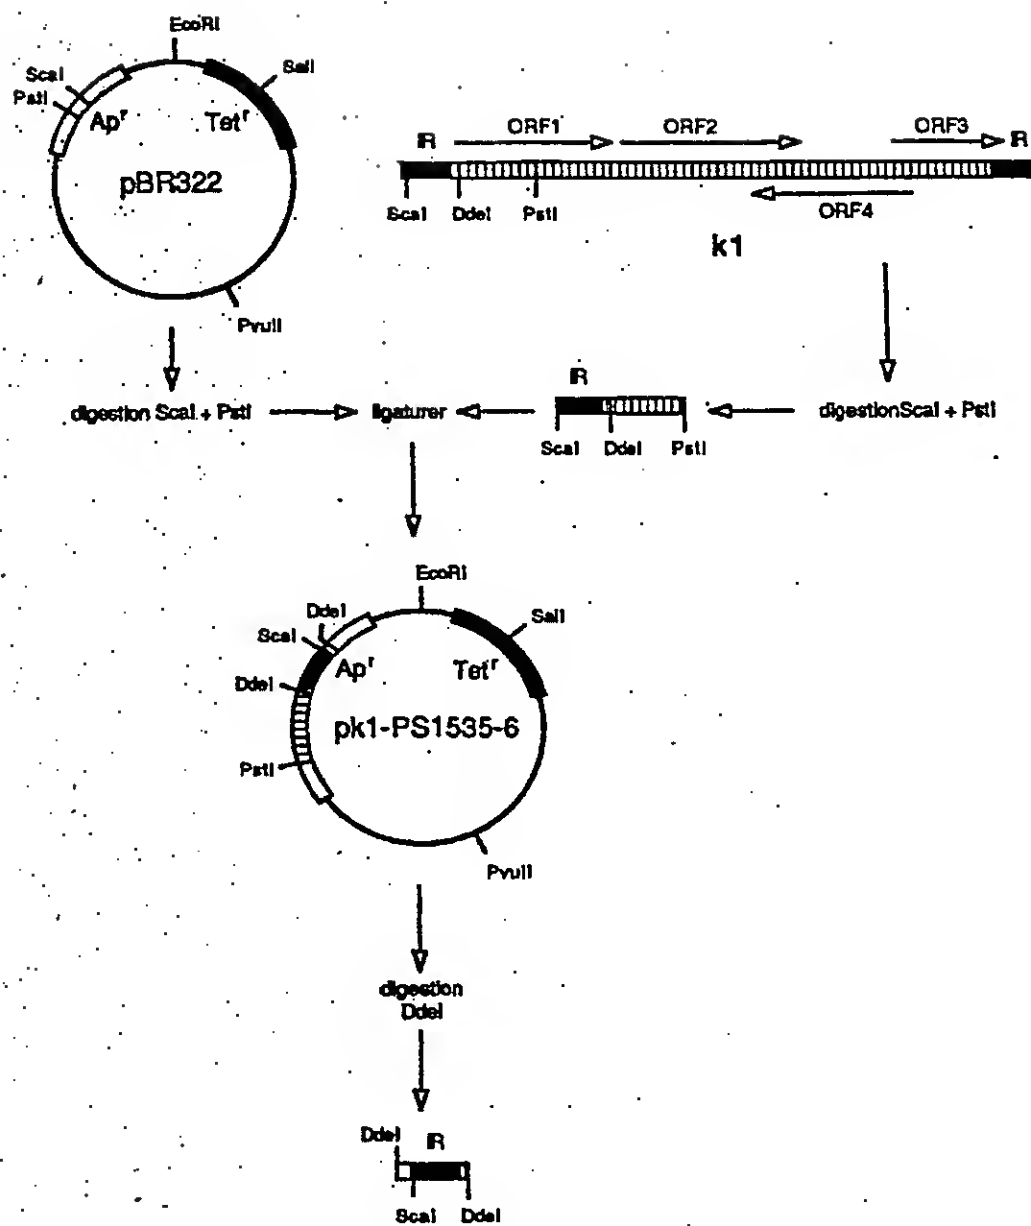 EcoRI
ScaI
SalI
PstI
Apʳ
Tetʳ
pBR322
PvuII
IR
ORF1
ORF2
ORF3
IR
ScaI
DdeI
PstI
ORF4
k1
digestion ScaI + PstI
ligaturer
IR
ScaI
DdeI
PstI
digestionScaI + PstI
EcoRI
DdeI
SalI
ScaI
Apʳ
Tetʳ
DdeI
pk1-PS1535-6
PstI
PvuII
digestion
DdeI
DdeI
IR
ScaI
DdeI